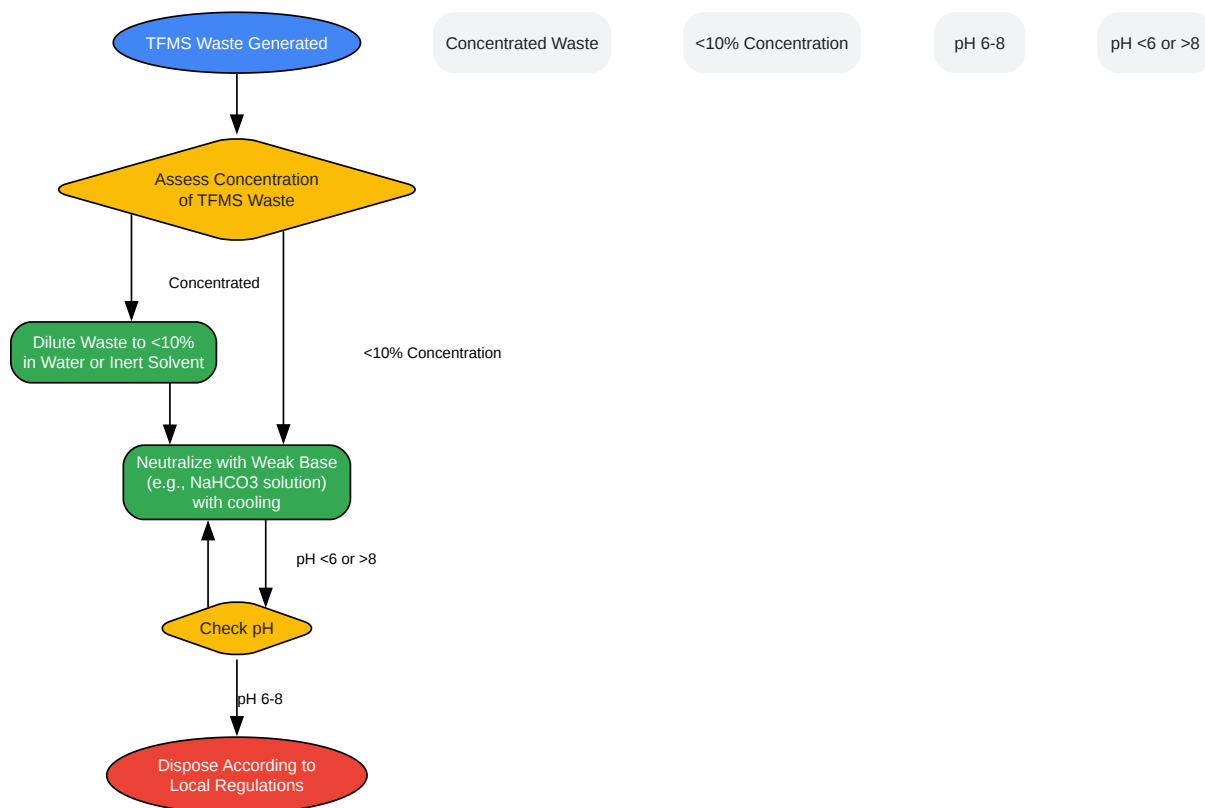 TFMS Waste Generated
Concentrated Waste
<10% Concentration
pH 6-8
pH <6 or >8
Assess Concentration
of TFMS Waste
Concentrated
Dilute Waste to <10%
in Water or Inert Solvent
<10% Concentration
Neutralize with Weak Base
(e.g., NaHCO3 solution)
with cooling
pH <6 or >8
Check pH
pH 6-8
Dispose According to
Local Regulations